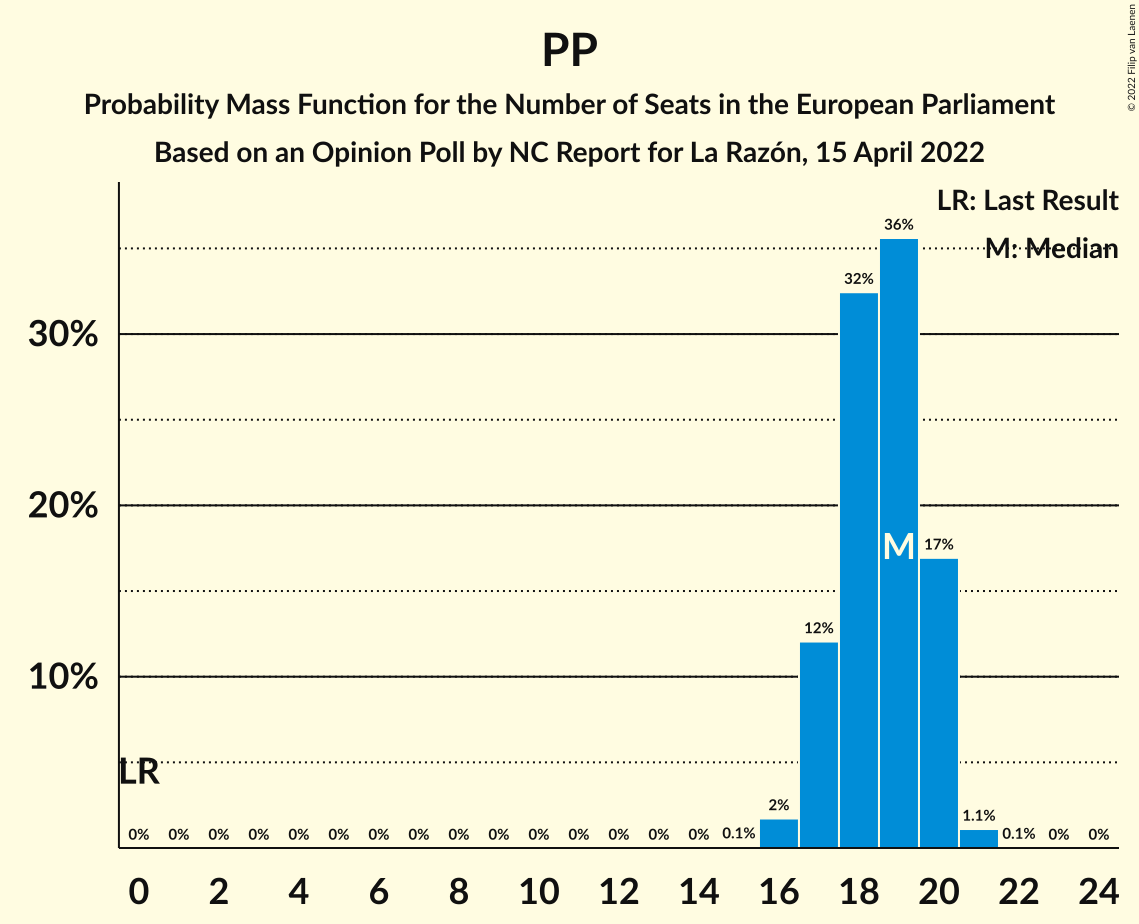 PP
Probability Mass Function for the Number of Seats in the European Parliament
Based on an Opinion Poll by NC Report for La Razón, 15 April 2022
© 2022 Filip van Laenen
LR: Last Result
M: Median
36%
32%
30%
20%
M
17%
12%
10%
LR
2%
1.1%
0% 0% 0% 0% 0% 0% 0% 0% 0% 0% 0% 0% 0% 0% 0% 0.1% 0.1% 0% 0%
0 2 4 6 8 10 12 14 16 18 20 22 24